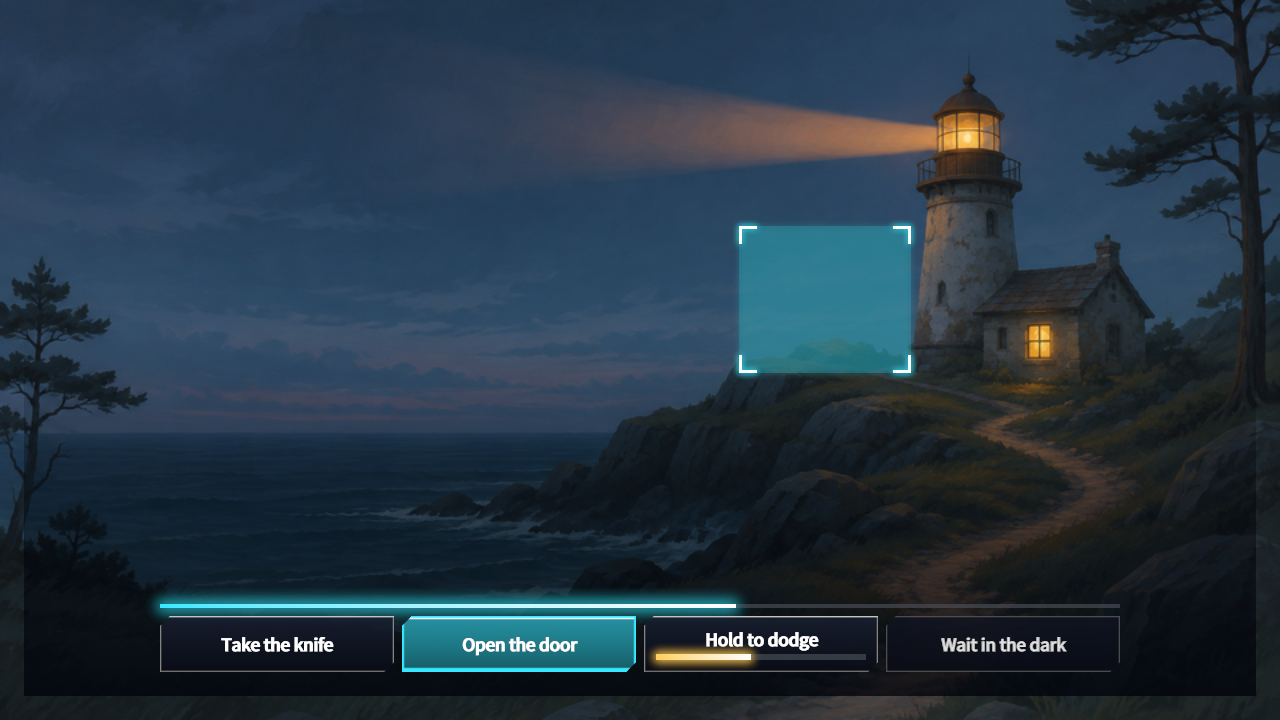 Take the knife
Open the door
Hold to dodge
Wait in the dark